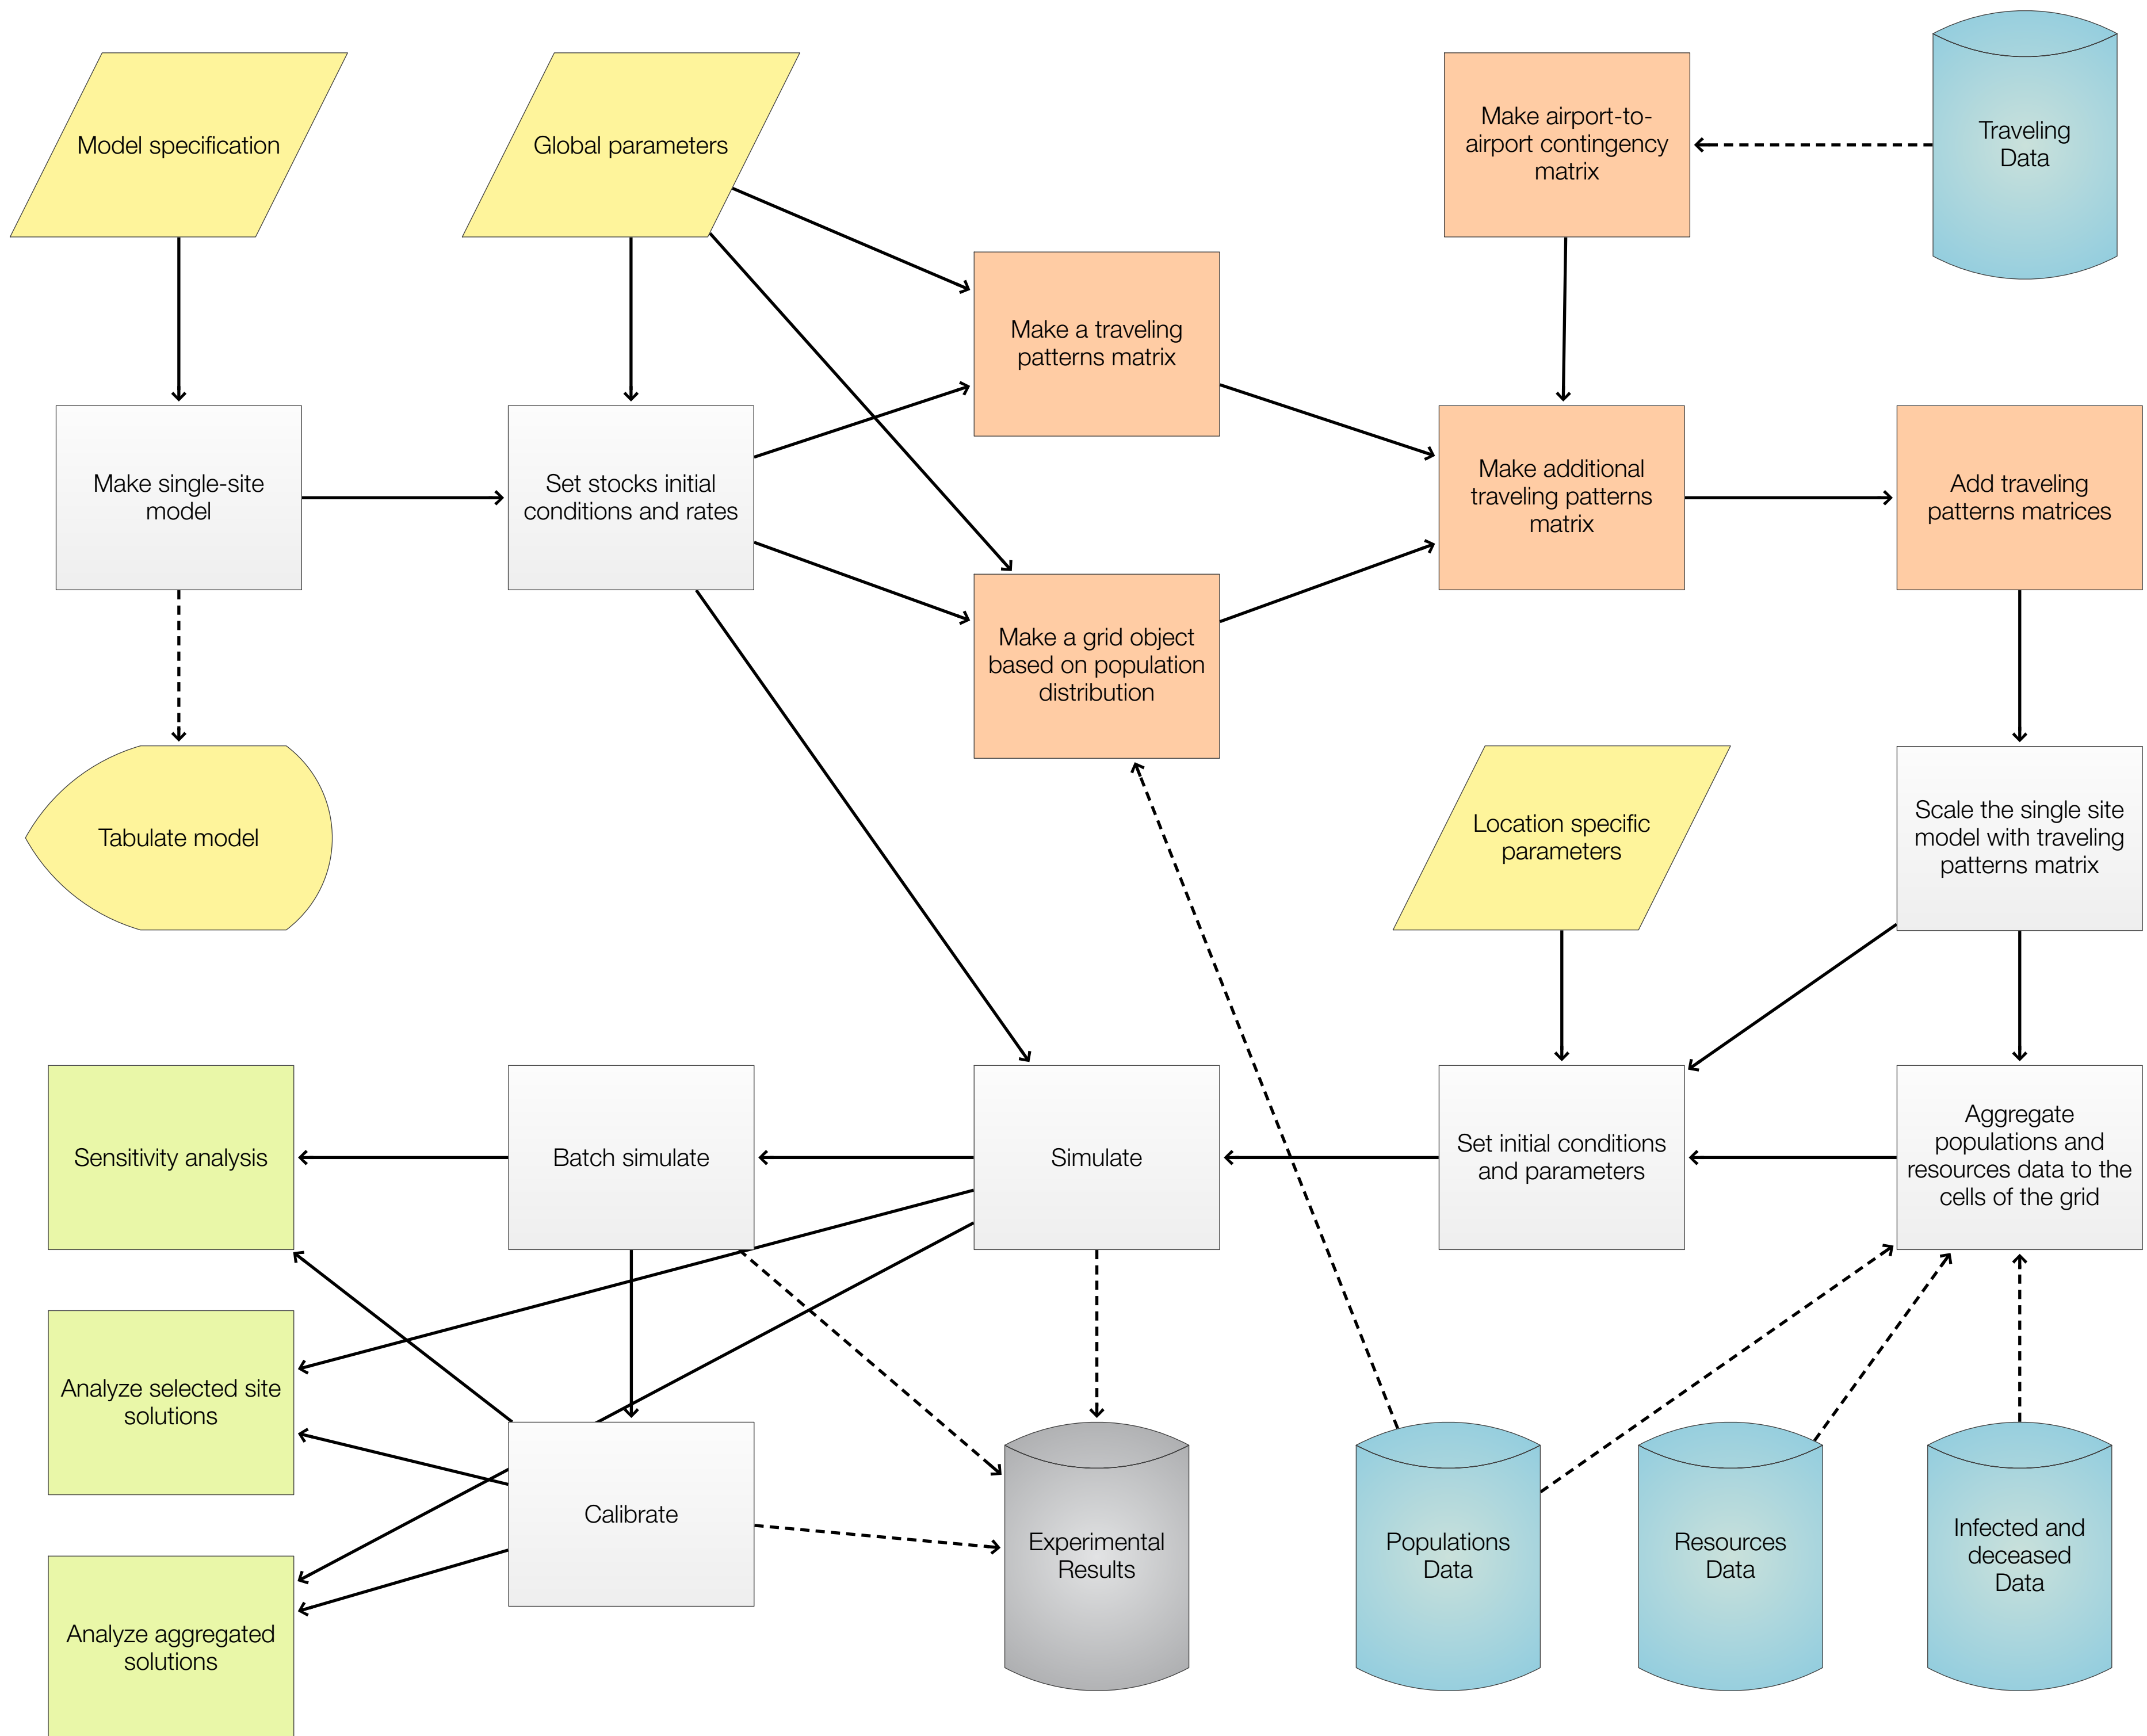 Model specification
Global parameters
Make airport-to-
airport contingency
matrix
Traveling
Data
Make a traveling
patterns matrix
Make single-site
model
Set stocks initial
conditions and rates
Make additional
traveling patterns
matrix
Add traveling
patterns matrices
Make a grid object
based on population
distribution
Tabulate model
Location specific
parameters
Scale the single site
model with traveling
patterns matrix
Sensitivity analysis
Batch simulate
Simulate
Set initial conditions
and parameters
Aggregate
populations and
resources data to the
cells of the grid
Analyze selected site
solutions
Calibrate
Experimental
Results
Populations
Data
Resources
Data
Infected and
deceased
Data
Analyze aggregated
solutions